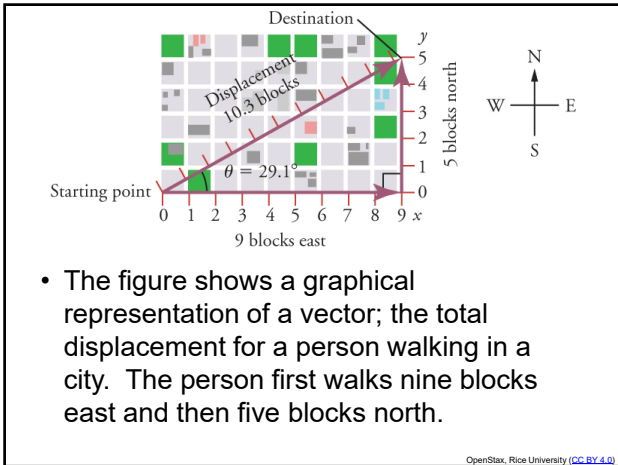 Destination
Displacement
10.3 blocks
θ = 29.1°
Starting point
y
5
4
3
2
1
0
5 blocks north
0 1 2 3 4 5 6 7 8 9 x
9 blocks east
N
W E
S
• The figure shows a graphical
representation of a vector; the total
displacement for a person walking in a
city. The person first walks nine blocks
east and then five blocks north.
OpenStax, Rice University (CC BY 4.0)